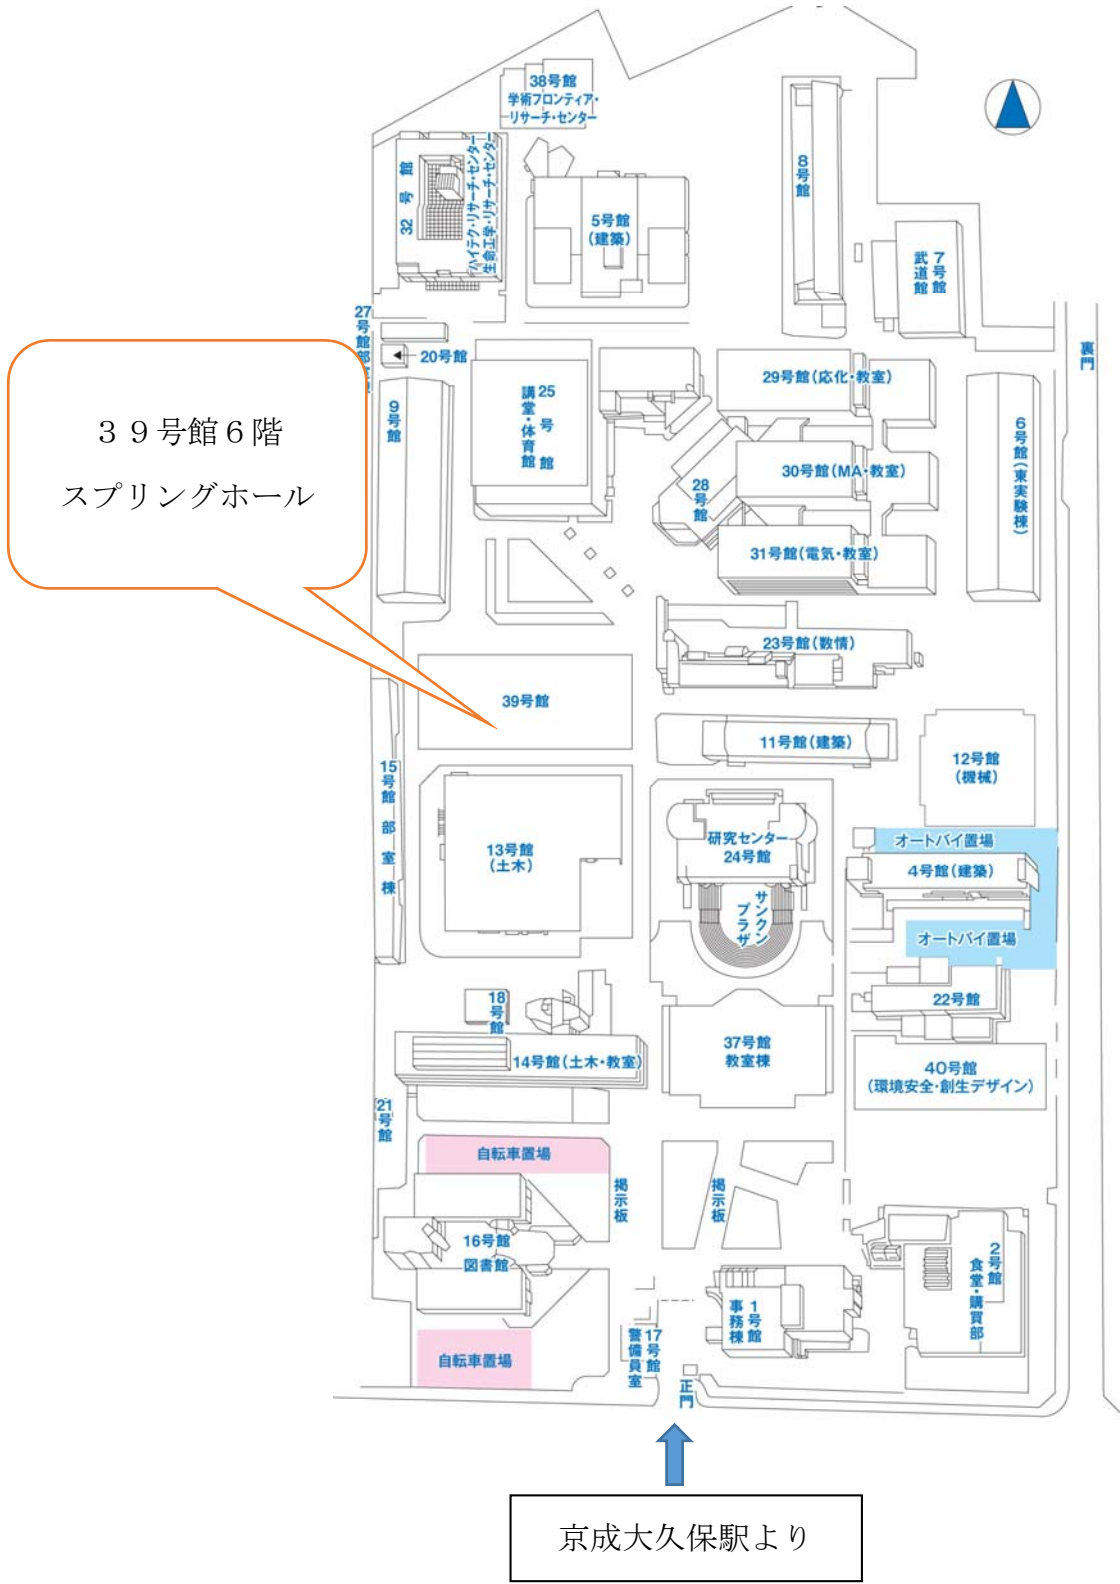 38号館
学術フロンティア・
リサーチ・センター
32号館
ハイテク・リサーチ・センター
生命工学・リサーチ・センター
5号館
(建築)
8号館
7号館
武道館
27号館部
20号館
裏門
39号館6階
スプリングホール
9号館
25号館
講堂・体育館
29号館(応化・教室)
30号館(MA・教室)
28号館
31号館(電気・教室)
6号館(東実験棟)
23号館(数情)
39号館
11号館(建築)
12号館
(機械)
15号館部室棟
13号館
(土木)
研究センター
24号館
サンクン
プラザ
オートバイ置場
4号館(建築)
オートバイ置場
22号館
18号館
14号館(土木・教室)
37号館
教室棟
40号館
(環境安全・創生デザイン)
21号館
自転車置場
掲示板
掲示板
16号館
図書館
2号館
食堂・購買部
1号館
事務棟
17号館
警備員室
自転車置場
正門
京成大久保駅より